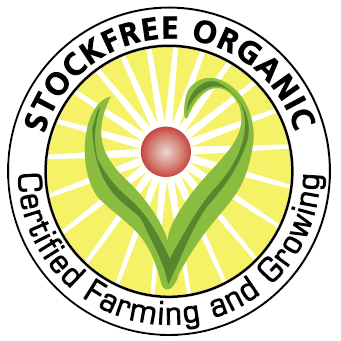 STOCKFREE ORGANIC
Certified Farming and Growing